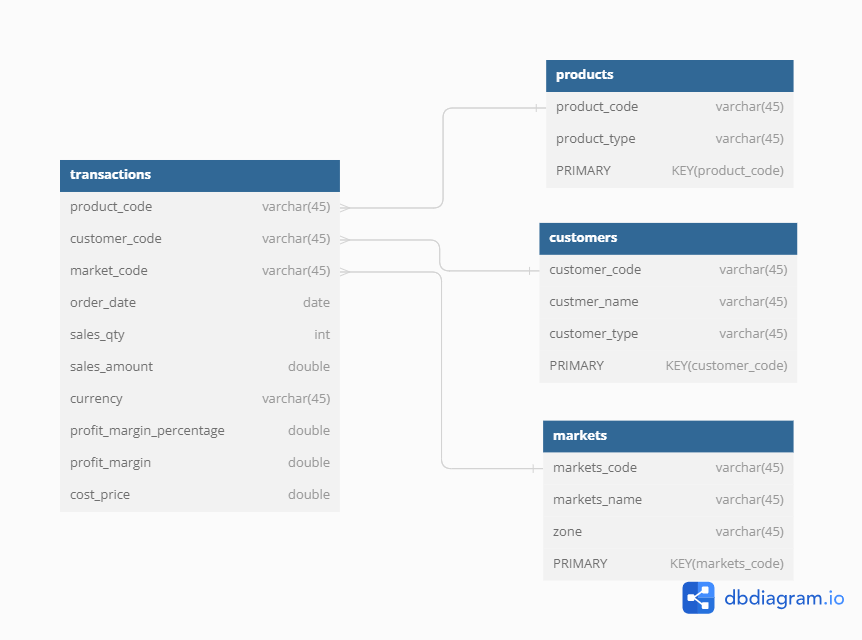 transactions
product_code varchar(45)
customer_code varchar(45)
market_code varchar(45)
order_date date
sales_qty int
sales_amount double
currency varchar(45)
profit_margin_percentage double
profit_margin double
cost_price double
products
product_code varchar(45)
product_type varchar(45)
PRIMARY KEY(product_code)
customers
customer_code varchar(45)
custmer_name varchar(45)
customer_type varchar(45)
PRIMARY KEY(customer_code)
markets
markets_code varchar(45)
markets_name varchar(45)
zone varchar(45)
PRIMARY KEY(markets_code)
dbdiagram.io